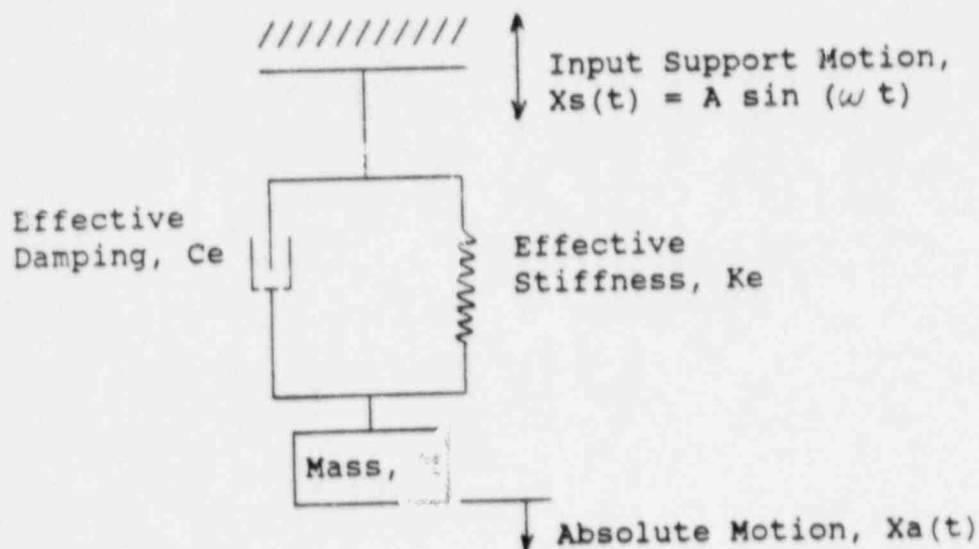 Input Support Motion,
Xs(t) = A sin (ω t)
Effective
Damping, Ce
Effective
Stiffness, Ke
Mass,
Absolute Motion, Xa(t)